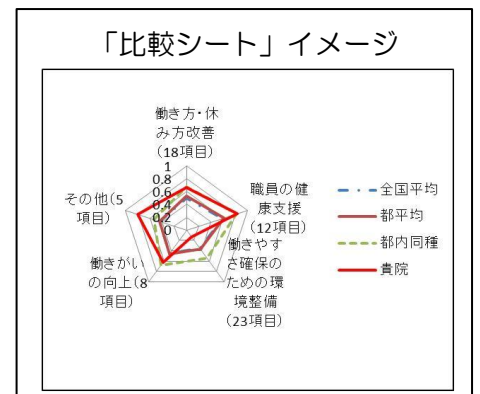 「比較シート」イメージ
働き方・休
み方改善
(18項目)
1
0.8
0.6
0.4
0.2
0
職員の健
康支援
(12項目)
働きやす
さ確保の
ための環
境整備
(23項目)
働きがい
の向上(8
項目)
その他(5
項目)
全国平均
都平均
都内同種
貴院